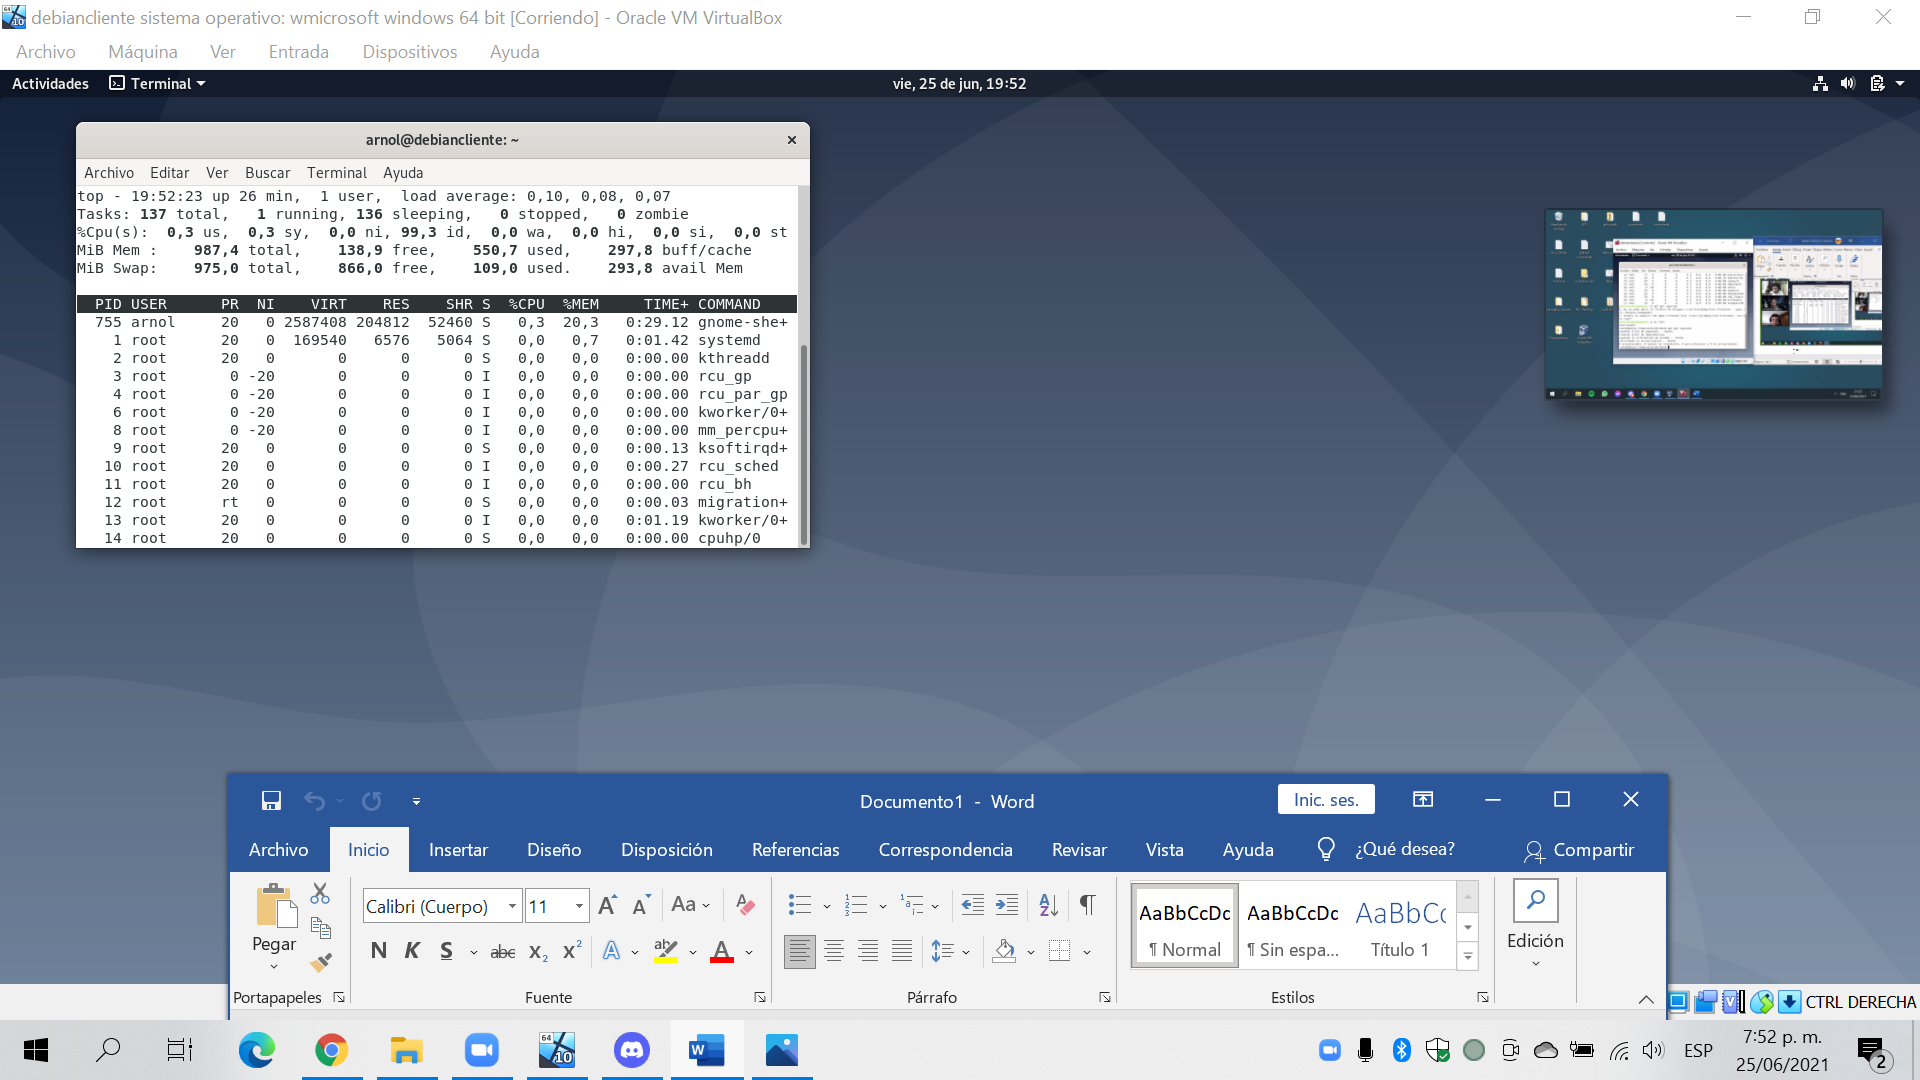 debiancliente sistema operativo: wmicrosoft windows 64 bit [Corriendo] - Oracle VM VirtualBox
Archivo Máquina Ver Entrada Dispositivos Ayuda
Actividades Terminal vie, 25 de jun, 19:52
arnol@debiancliente: ~
Archivo Editar Ver Buscar Terminal Ayuda
top - 19:52:23 up 26 min, 1 user, load average: 0,10, 0,08, 0,07
Tasks: 137 total, 1 running, 136 sleeping, 0 stopped, 0 zombie
%Cpu(s): 0,3 us, 0,3 sy, 0,0 ni, 99,3 id, 0,0 wa, 0,0 hi, 0,0 si, 0,0 st
MiB Mem : 987,4 total, 138,9 free, 550,7 used, 297,8 buff/cache
MiB Swap: 975,0 total, 866,0 free, 109,0 used. 293,8 avail Mem
PID USER PR NI VIRT RES SHR S %CPU %MEM TIME+ COMMAND
755 arnol 20 0 2587408 204812 52460 S 0,3 20,3 0:29.12 gnome-she+
1 root 20 0 169540 6576 5064 S 0,0 0,7 0:01.42 systemd
2 root 20 0 0 0 0 S 0,0 0,0 0:00.00 kthreadd
3 root 0 -20 0 0 0 I 0,0 0,0 0:00.00 rcu_gp
4 root 0 -20 0 0 0 I 0,0 0,0 0:00.00 rcu_par_gp
6 root 0 -20 0 0 0 I 0,0 0,0 0:00.00 kworker/0+
8 root 0 -20 0 0 0 I 0,0 0,0 0:00.00 mm_percpu+
9 root 20 0 0 0 0 S 0,0 0,0 0:00.13 ksoftirqd+
10 root 20 0 0 0 0 I 0,0 0,0 0:00.27 rcu_sched
11 root 20 0 0 0 0 I 0,0 0,0 0:00.00 rcu_bh
12 root rt 0 0 0 0 S 0,0 0,0 0:00.03 migration+
13 root 20 0 0 0 0 I 0,0 0,0 0:01.19 kworker/0+
14 root 20 0 0 0 0 S 0,0 0,0 0:00.00 cpuhp/0
Documento1 - Word Inic. ses.
Archivo Inicio Insertar Diseño Disposición Referencias Correspondencia Revisar Vista Ayuda ¿Qué desea? Compartir
Calibri (Cuerpo) 11 Aa
AaBbCcDc AaBbCcDc AaBbCc
Pegar N K S abc X2 X2 A ab A ¶ Normal ¶ Sin espa... Título 1 Edición
Portapapeles Fuente Párrafo Estilos
CTRL DERECHA
ESP 7:52 p. m.
25/06/2021 2